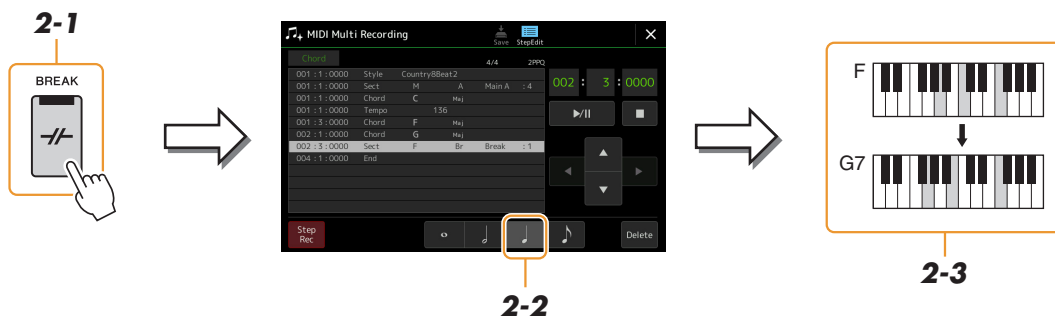 2-1
BREAK
MIDI Multi Recording
Save
StepEdit
Chord 4/4 2PPQ
001 : 1 : 0000 Style Country8Beat2
001 : 1 : 0000 Sect M A Main A : 4
001 : 1 : 0000 Chord C Maj
001 : 1 : 0000 Tempo 136
001 : 3 : 0000 Chord F Maj
002 : 1 : 0000 Chord G Maj
002 : 3 : 0000 Sect F Br Break : 1
004 : 1 : 0000 End
002 : 3 : 0000
Step
Rec
Delete
2-2
F
G7
2-3